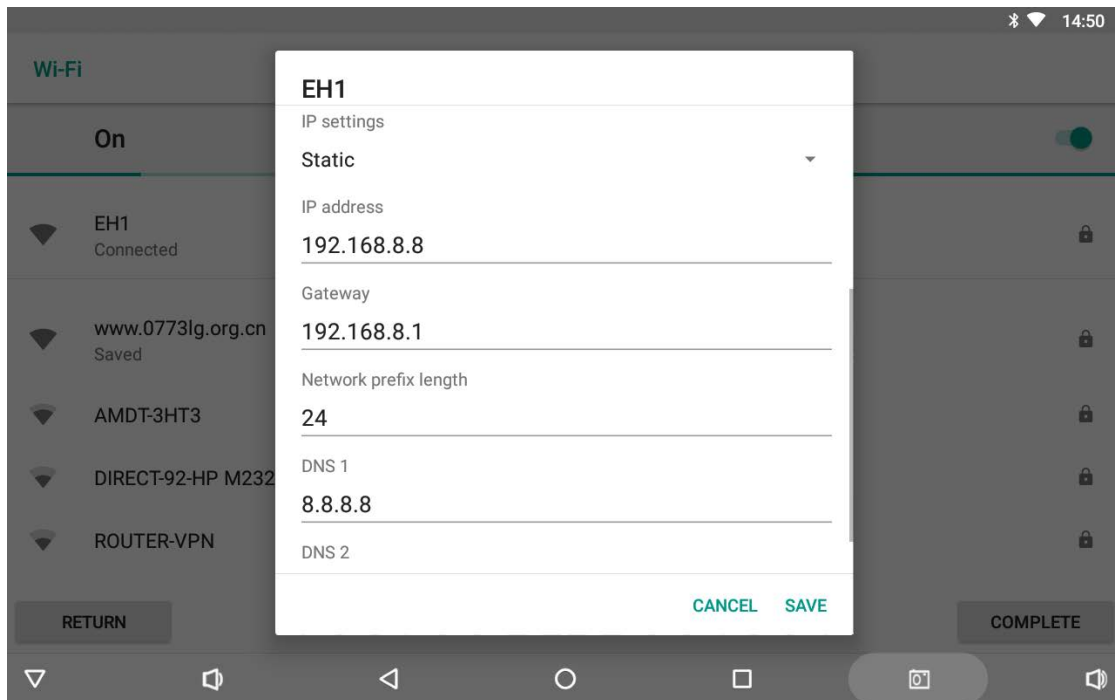 14:50
Wi-Fi
On
EH1
Connected
www.0773lg.org.cn
Saved
AMDT-3HT3
DIRECT-92-HP M232
ROUTER-VPN
EH1
IP settings
Static
IP address
192.168.8.8
Gateway
192.168.8.1
Network prefix length
24
DNS 1
8.8.8.8
DNS 2
CANCEL SAVE
RETURN
COMPLETE